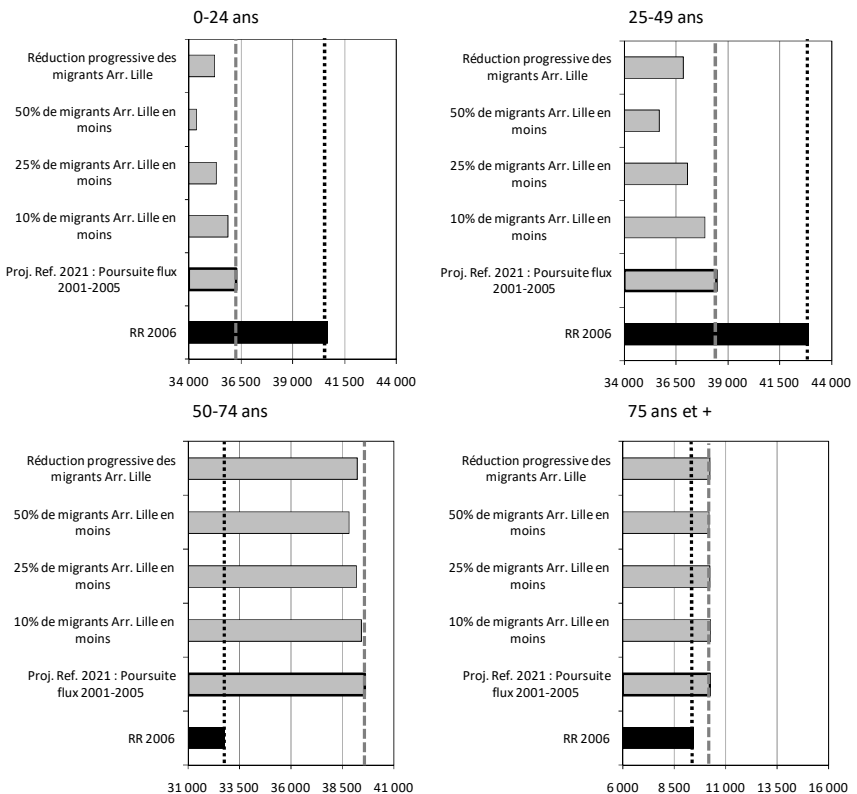 0-24 ans
Réduction progressive des
migrants Arr. Lille
50% de migrants Arr. Lille en
moins
25% de migrants Arr. Lille en
moins
10% de migrants Arr. Lille en
moins
Proj. Ref. 2021 : Poursuite flux
2001-2005
RR 2006
34 000 36 500 39 000 41 500 44 000
25-49 ans
Réduction progressive des
migrants Arr. Lille
50% de migrants Arr. Lille en
moins
25% de migrants Arr. Lille en
moins
10% de migrants Arr. Lille en
moins
Proj. Ref. 2021 : Poursuite flux
2001-2005
RR 2006
34 000 36 500 39 000 41 500 44 000
50-74 ans
Réduction progressive des
migrants Arr. Lille
50% de migrants Arr. Lille en
moins
25% de migrants Arr. Lille en
moins
10% de migrants Arr. Lille en
moins
Proj. Ref. 2021 : Poursuite
flux 2001-2005
RR 2006
31 000 33 500 36 000 38 500 41 000
75 ans et +
Réduction progressive des
migrants Arr. Lille
50% de migrants Arr. Lille en
moins
25% de migrants Arr. Lille en
moins
10% de migrants Arr. Lille en
moins
Proj. Ref. 2021 : Poursuite
flux 2001-2005
RR 2006
6 000 8 500 11 000 13 500 16 000